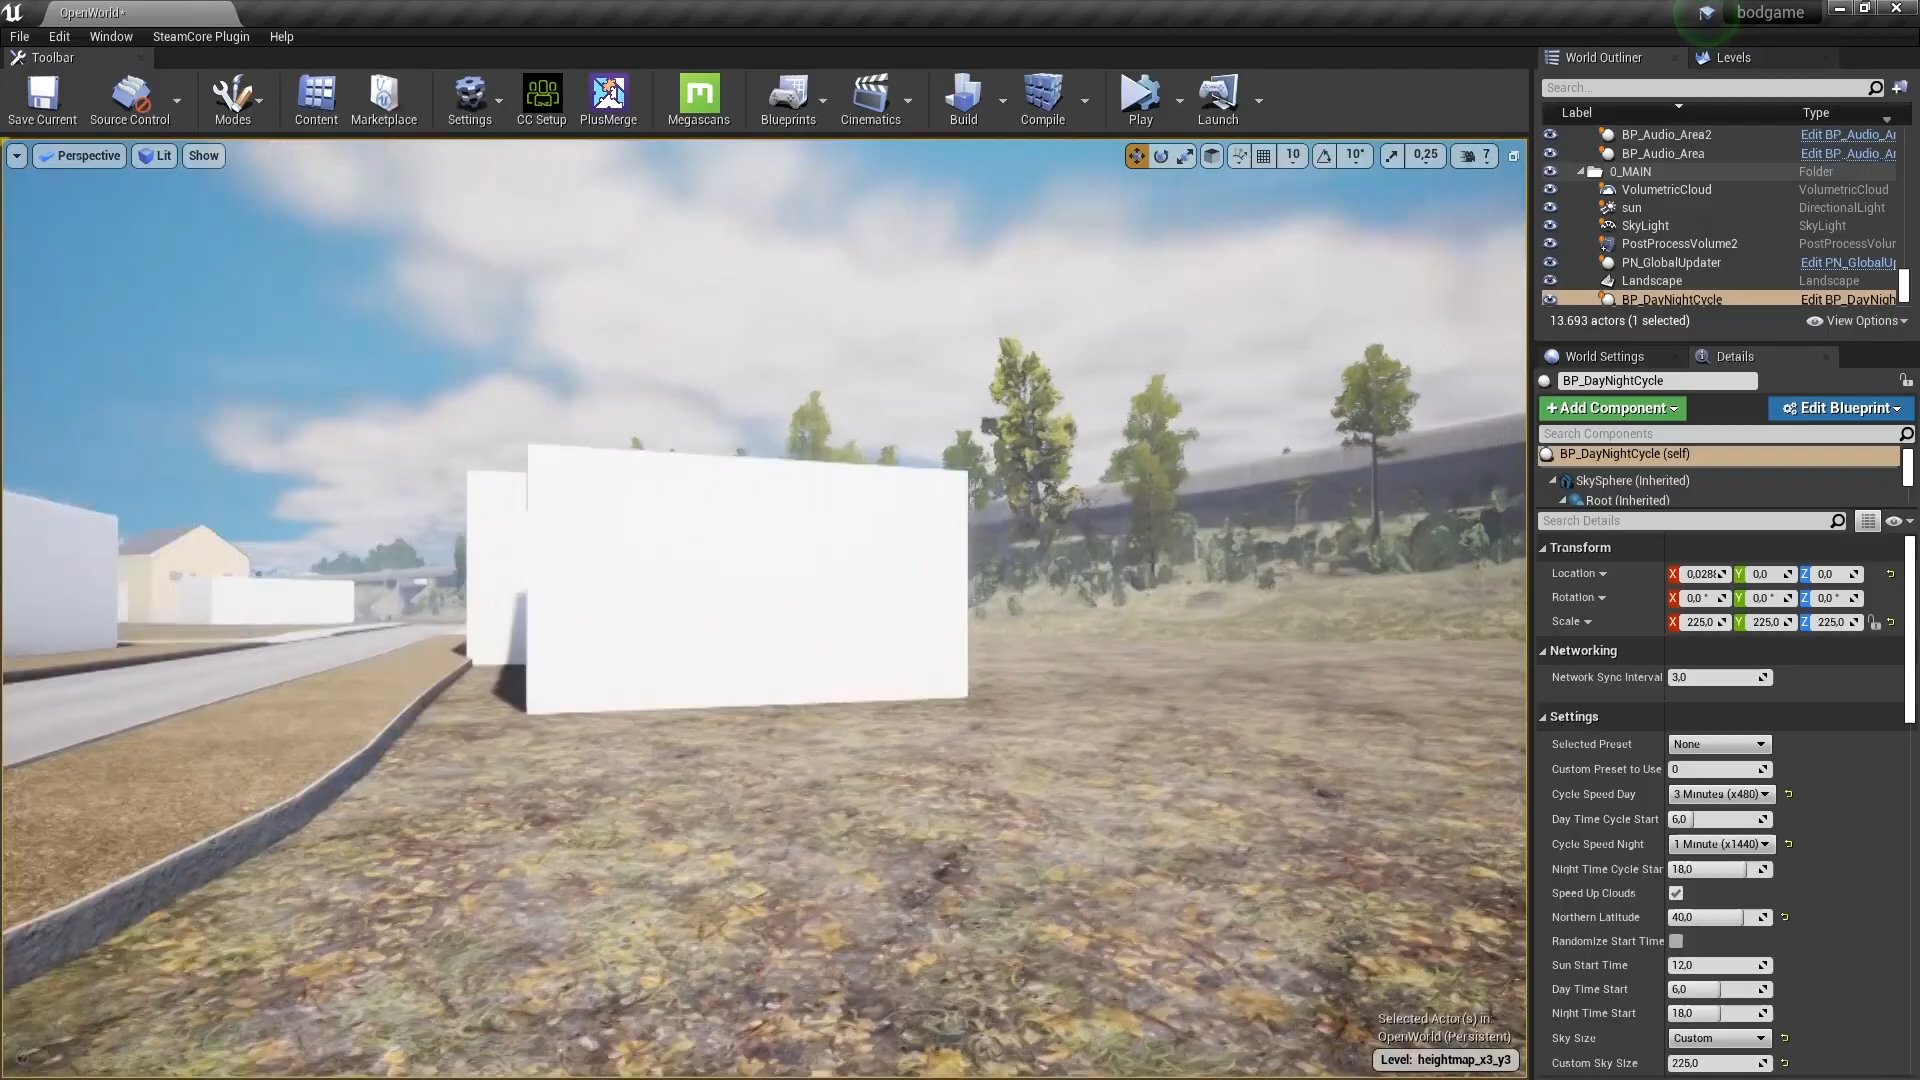 OpenWorld*
bodgame
File Edit Window SteamCore Plugin Help
Toolbar
Save Current Source Control Modes Content Marketplace Settings CC Setup PlusMerge Megascans Blueprints Cinematics Build Compile Play Launch
Perspective Lit Show
10 10° 0,25 7
World Outliner Levels
Search...
Label Type
BP_Audio_Area2 Edit BP_Audio_Ar
BP_Audio_Area Edit BP_Audio_Ar
0_MAIN Folder
VolumetricCloud VolumetricCloud
sun DirectionalLight
SkyLight SkyLight
PostProcessVolume2 PostProcessVolur
PN_GlobalUpdater Edit PN_GlobalUp
Landscape Landscape
BP_DayNightCycle Edit BP_DayNigh
13.693 actors (1 selected) View Options
World Settings Details
BP_DayNightCycle
+Add Component Edit Blueprint
Search Components
BP_DayNightCycle (self)
SkySphere (Inherited)
Root (Inherited)
Search Details
Transform
Location X 0,028 Y 0,0 Z 0,0
Rotation X 0,0 ° Y 0,0 ° Z 0,0 °
Scale X 225,0 Y 225,0 Z 225,0
Networking
Network Sync Interval 3,0
Settings
Selected Preset None
Custom Preset to Use 0
Cycle Speed Day 3 Minutes (x480)
Day Time Cycle Start 6,0
Cycle Speed Night 1 Minute (x1440)
Night Time Cycle Star 18,0
Speed Up Clouds
Northern Latitude 40,0
Randomize Start Time
Sun Start Time 12,0
Day Time Start 6,0
Night Time Start 18,0
Sky Size Custom
Custom Sky Size 225,0
Selected Actor(s) in:
OpenWorld (Persistent)
Level: heightmap_x3_y3